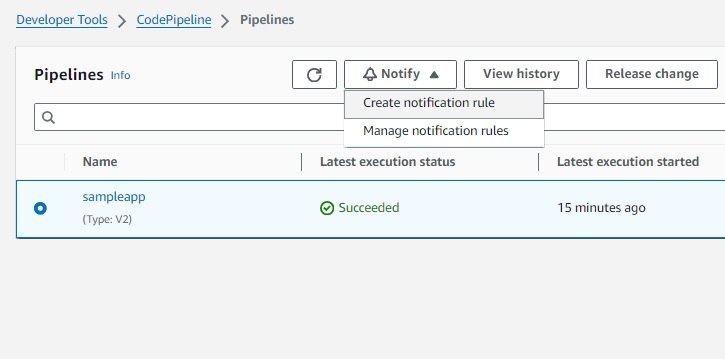 Developer Tools > CodePipeline > Pipelines
Pipelines Info
Notify ▲
View history
Release change
Create notification rule
Manage notification rules
Name
Latest execution status
Latest execution started
sampleapp
(Type: V2)
Succeeded
15 minutes ago